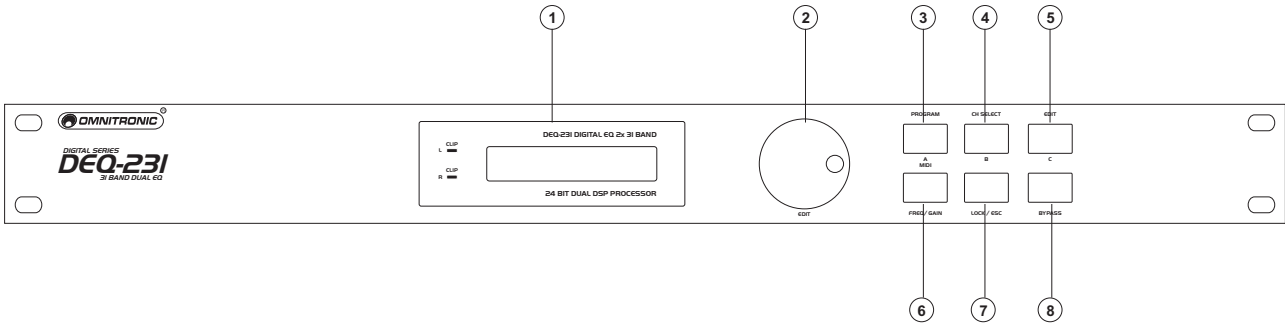 1 2 3 4 5
OMNITRONIC
DIGITAL SERIES
DEQ-231
31 BAND DUAL EQ
DEQ-231 DIGITAL EQ 2x 31 BAND
CLIP
L
CLIP
R
24 BIT DUAL DSP PROCESSOR
EDIT
PROGRAM CH SELECT EDIT
A B C
MIDI
FREQ/ GAIN LOCK / ESC BYPASS
6 7 8